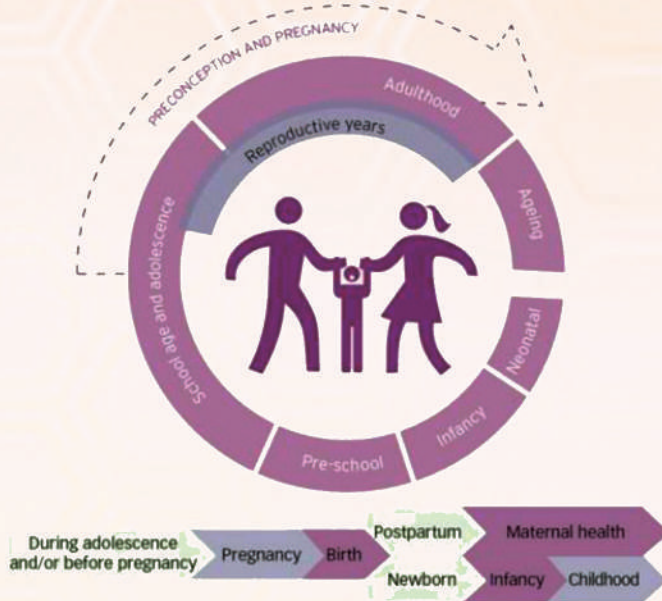 PRECONCEPTION AND PREGNANCY
Adulthood
Reproductive years
Ageing
School age and adolescence
Neonatal
Infancy
Pre-school
During adolescence
and/or before pregnancy
Pregnancy
Birth
Postpartum
Maternal health
Newborn
Infancy
Childhood